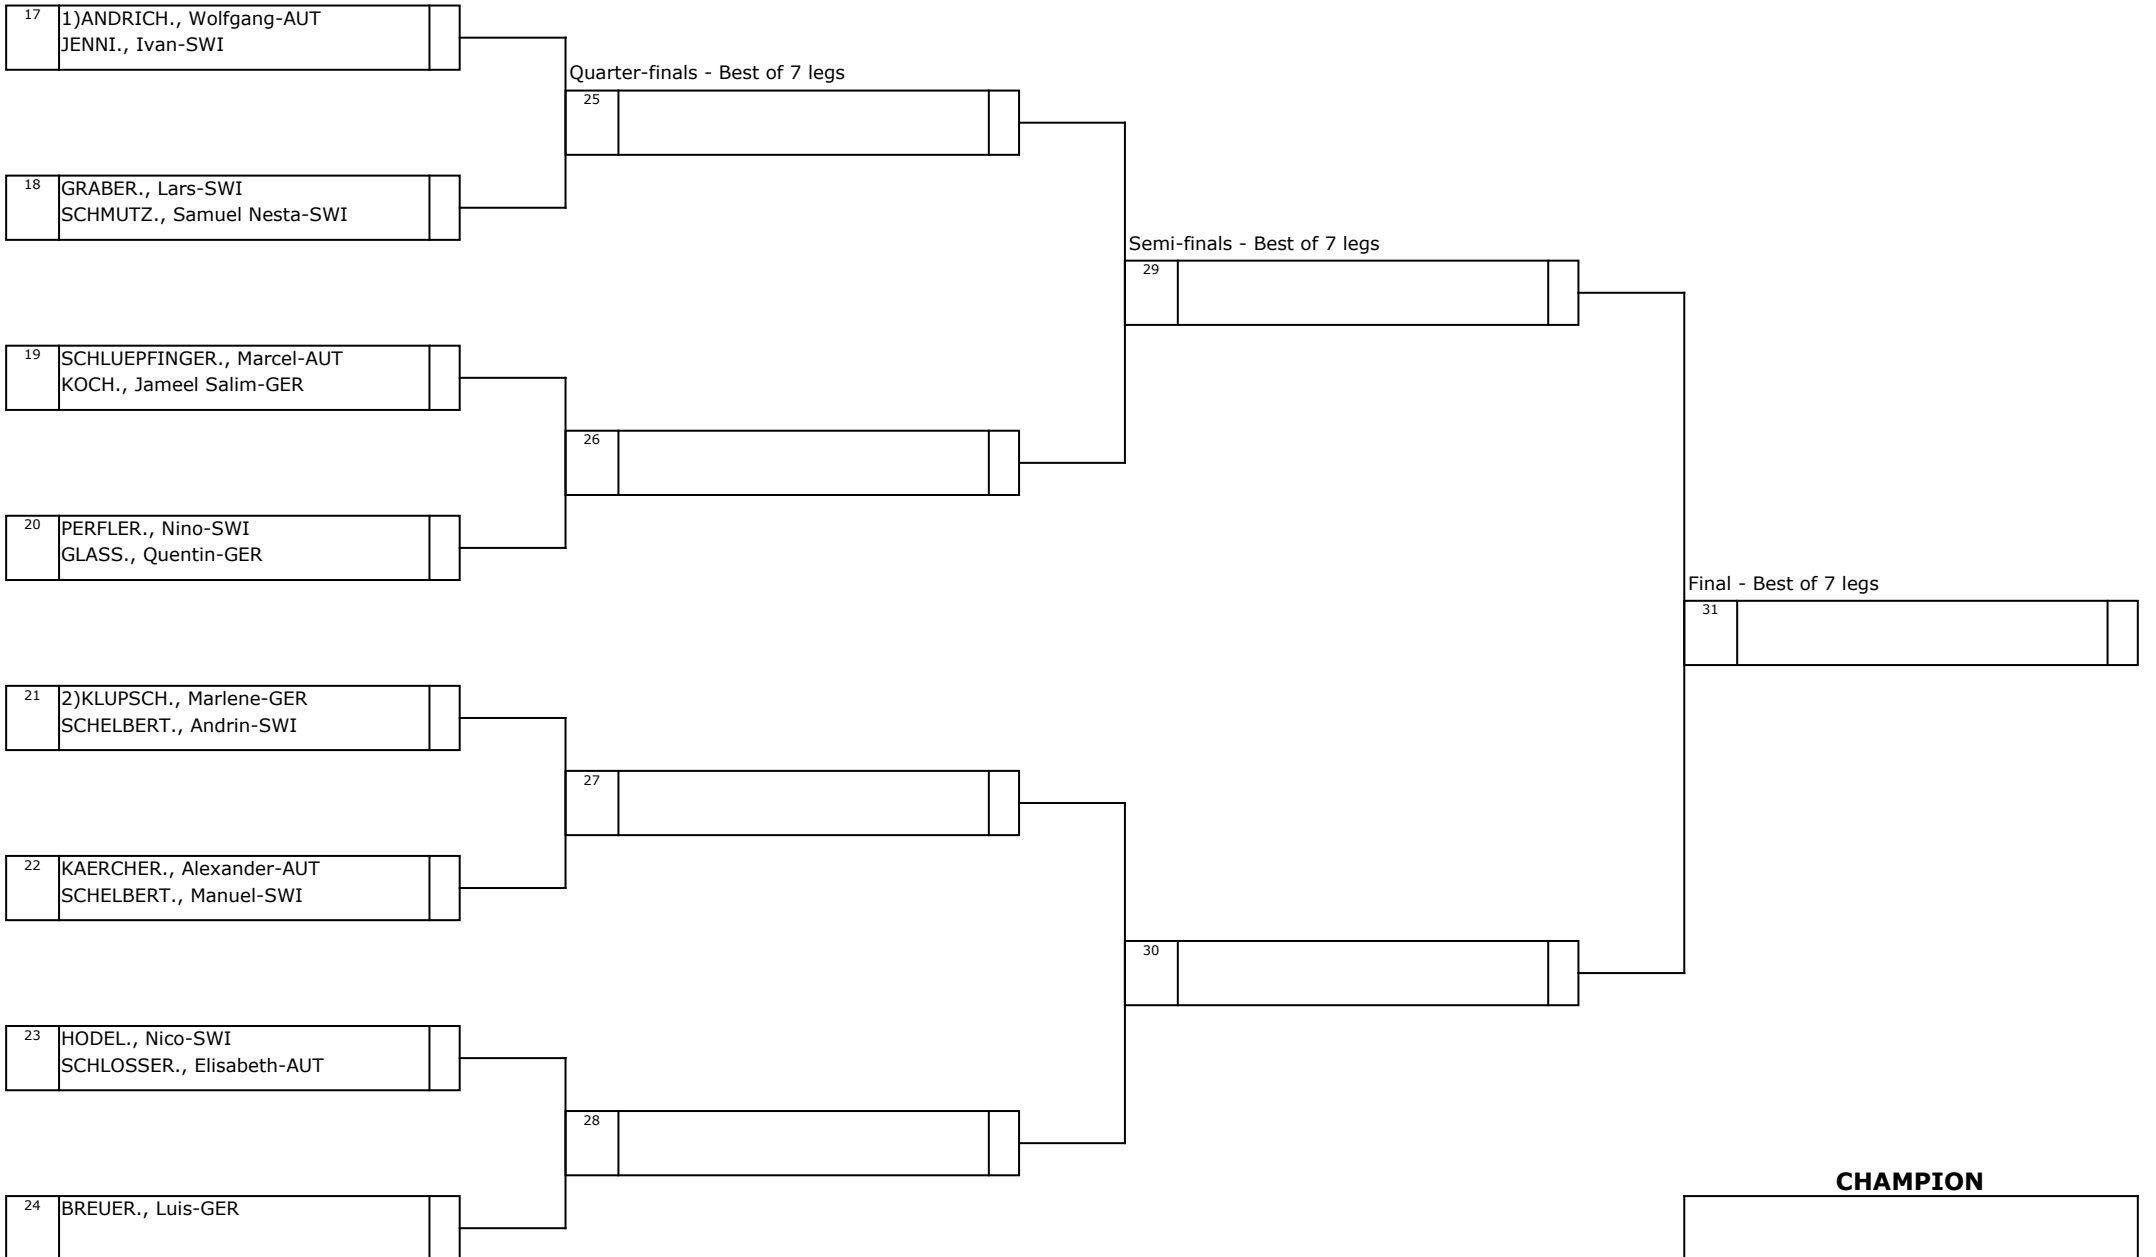 17
1)ANDRICH., Wolfgang-AUT
JENNI., Ivan-SWI
Quarter-finals - Best of 7 legs
25
18
GRABER., Lars-SWI
SCHMUTZ., Samuel Nesta-SWI
Semi-finals - Best of 7 legs
29
19
SCHLUEPFINGER., Marcel-AUT
KOCH., Jameel Salim-GER
26
20
PERFLER., Nino-SWI
GLASS., Quentin-GER
Final - Best of 7 legs
31
21
2)KLUPSCH., Marlene-GER
SCHELBERT., Andrin-SWI
27
22
KAERCHER., Alexander-AUT
SCHELBERT., Manuel-SWI
30
23
HODEL., Nico-SWI
SCHLOSSER., Elisabeth-AUT
28
CHAMPION
24
BREUER., Luis-GER